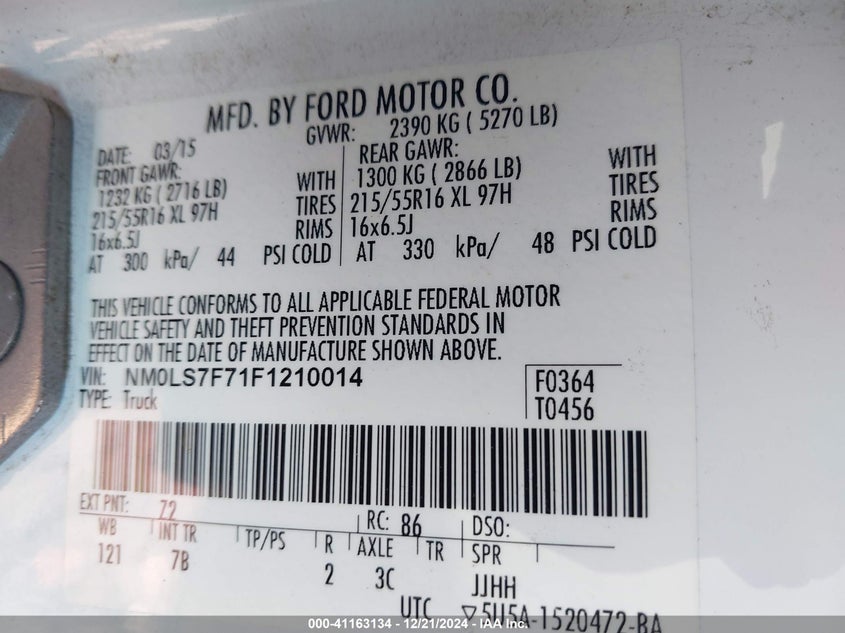 MFD. BY FORD MOTOR CO.
DATE: 03/15 GVWR: 2390 KG ( 5270 LB)
FRONT GAWR: REAR GAWR:
1232 KG ( 2716 LB) WITH 1300 KG ( 2866 LB) WITH
215/55R16 XL 97H TIRES 215/55R16 XL 97H TIRES
16x6.5J RIMS 16x6.5J RIMS
AT 300 kPa/ 44 PSI COLD AT 330 kPa/ 48 PSI COLD
THIS VEHICLE CONFORMS TO ALL APPLICABLE FEDERAL MOTOR
VEHICLE SAFETY AND THEFT PREVENTION STANDARDS IN
EFFECT ON THE DATE OF MANUFACTURE SHOWN ABOVE.
VIN: NM0LS7F71F1210014 F0364
TYPE: Truck T0456
EXT PNT: 72 RC: 86 DSO:
WB INT TR TP/PS R AXLE TR SPR
121 7B 2 3C JJHH
UTC ▽5U5A-1520472-BA
000-41163134 - 12/21/2024 - IAA Inc.